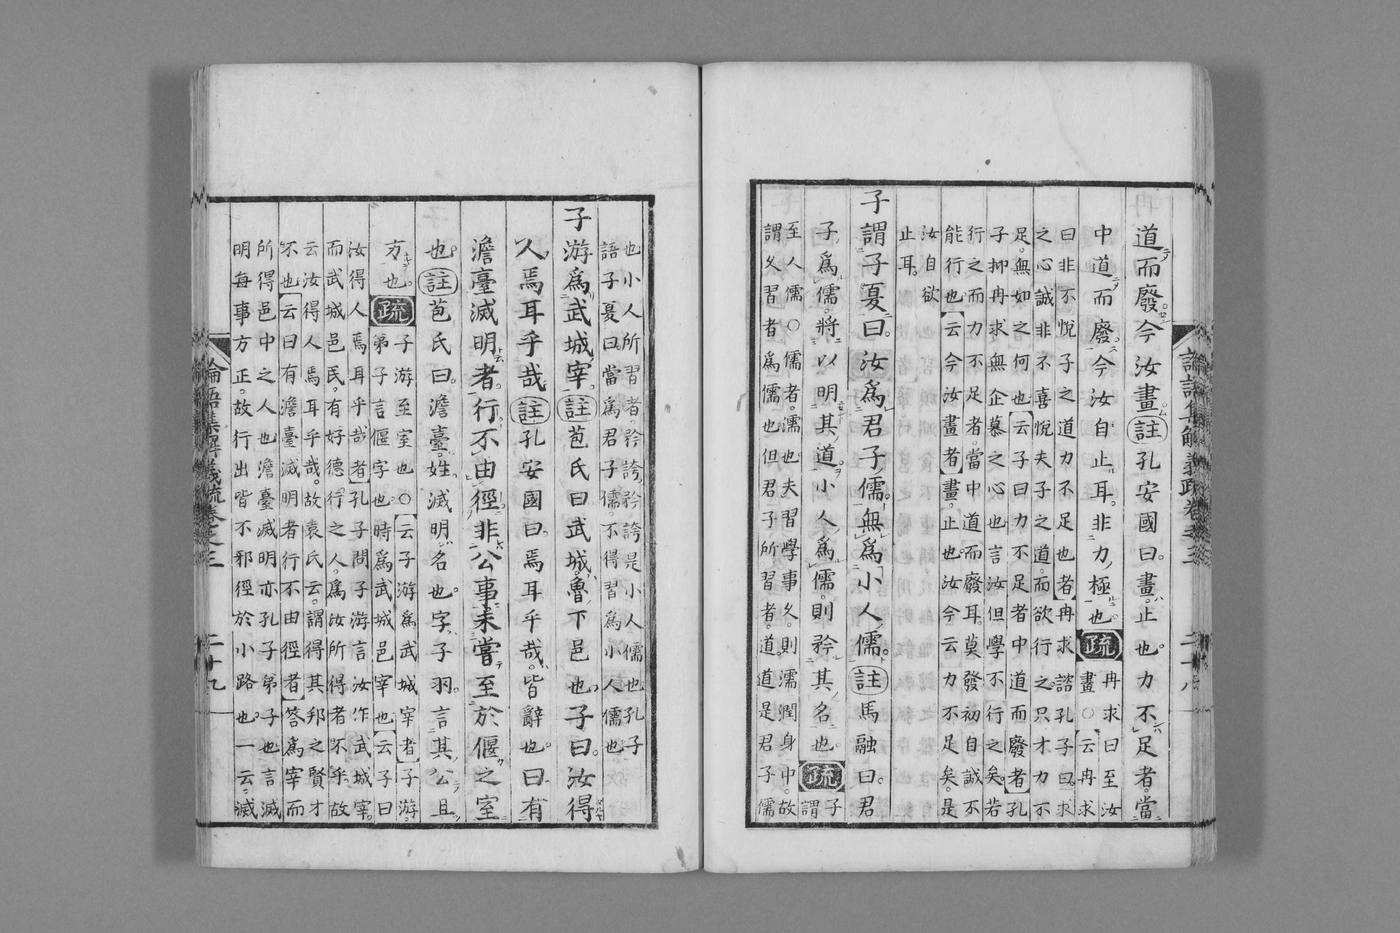 道而廢今汝畫註孔安國曰畫止也力不足者當
中道而廢今汝自止耳非力極也疏冉求曰至汝
畫○云冉求
曰非不悅子之道力不足也者冉求諮孔子曰求
之心誠非不喜悅夫子之道而欲行之只才力不
足無如之何也云子曰力不足者中道而廢者孔
子抑冉求無企慕之心也言汝但學不行之矣若
行之而力不足者當中道而廢耳莫發初自誡不
能行也云今汝畫者畫止也汝今云力不足矣是
汝自欲
止耳
子謂子夏曰汝爲君子儒無爲小人儒註馬融曰君
子爲儒將以明其道小人爲儒則矜其名也疏子
謂
至人儒○儒者濡也夫習學事久則濡潤身中故
謂久習者爲儒也但君子所習者道道是君子儒
也小人所習者矜誇矜誇是小人儒也孔子
語子夏曰當爲君子儒不得習爲小人儒也
子游爲武城宰註苞氏曰武城魯下邑也子曰汝得
人焉耳乎哉註孔安國曰焉耳乎哉皆辭也曰有
澹臺滅明者行不由徑非公事未嘗至於偃之室
也註苞氏曰澹臺姓滅明名也字子羽言其公且
方也疏子游至室也○云子游爲武城宰者子游
弟子言偃字也時爲武城邑宰也云子曰
汝得人焉耳乎哉者孔子問子游言汝作武城宰
而武城邑民有好德行之人爲汝所得者不乎故
云汝得人焉耳乎哉故袁氏云謂得其邦之賢才
不也云曰有澹臺滅明者行不由徑者答爲宰而
所得邑中之人也澹臺滅明亦孔子弟子也言滅
明每事方正故行出皆不邪徑於小路也一云滅
論語集解義疏卷之三
二十八
論語集解義疏卷之三
二十九